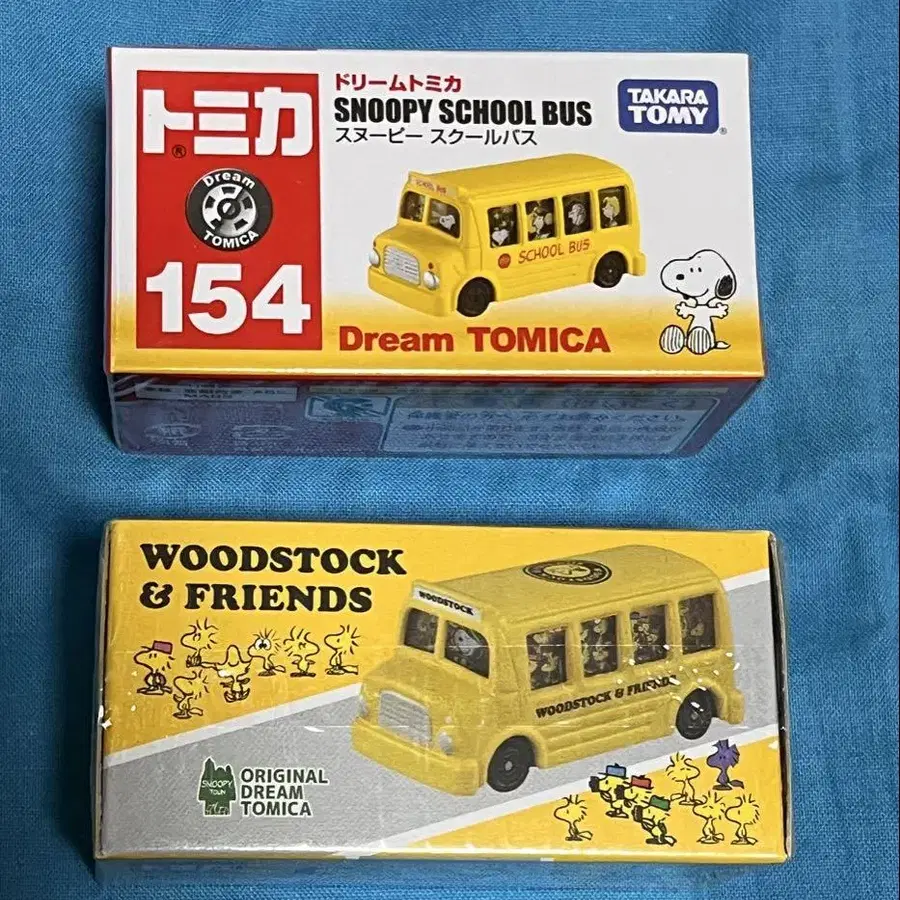 トミカ®
Dream
TOMICA
154
ドリームトミカ
SNOOPY SCHOOL BUS
スヌーピー スクールバス
TAKARA
TOMY®
SCHOOL BUS
SCHOOL BUS
Dream TOMICA
WOODSTOCK
& FRIENDS
WOODSTOCK
WOODSTOCK & FRIENDS
SNOOPY
TOWN
ORIGINAL
DREAM
TOMICA